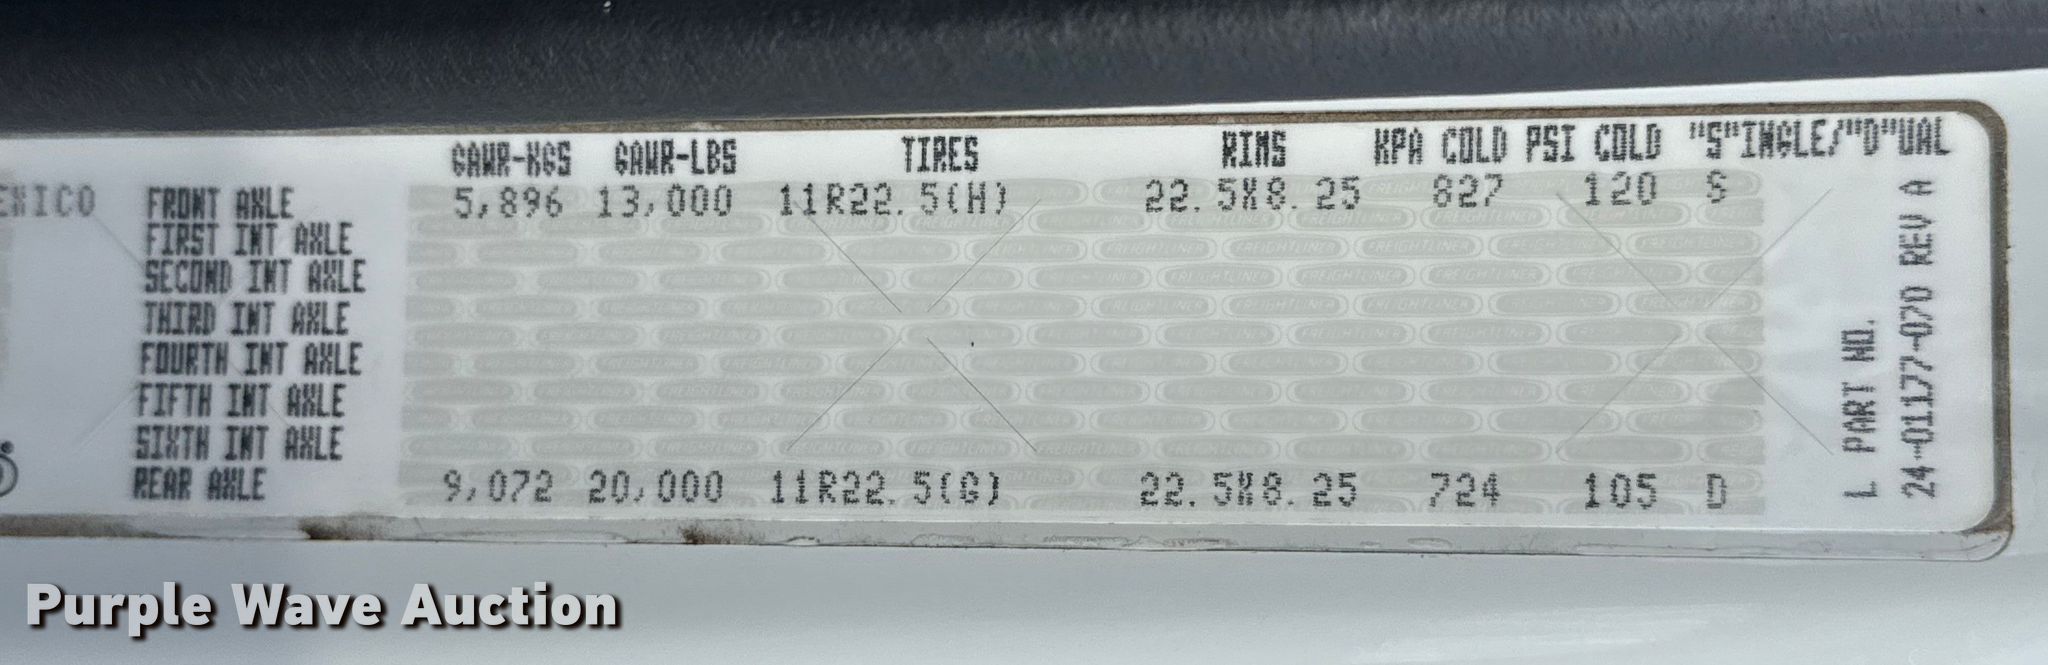 GAWR-KGS GAWR-LBS TIRES RIMS KPA COLD PSI COLD "S"INGLE/"D"UAL
EXICO FRONT AXLE 5,896 13,000 11R22.5(H) 22.5X8.25 827 120 S
FIRST INT AXLE
SECOND INT AXLE
THIRD INT AXLE
FOURTH INT AXLE
FIFTH INT AXLE
SIXTH INT AXLE
REAR AXLE 9,072 20,000 11R22.5(G) 22.5X8.25 724 105 D
L PART NO.
24-01177-070 REV A
FREIGHTLINER
Purple Wave Auction